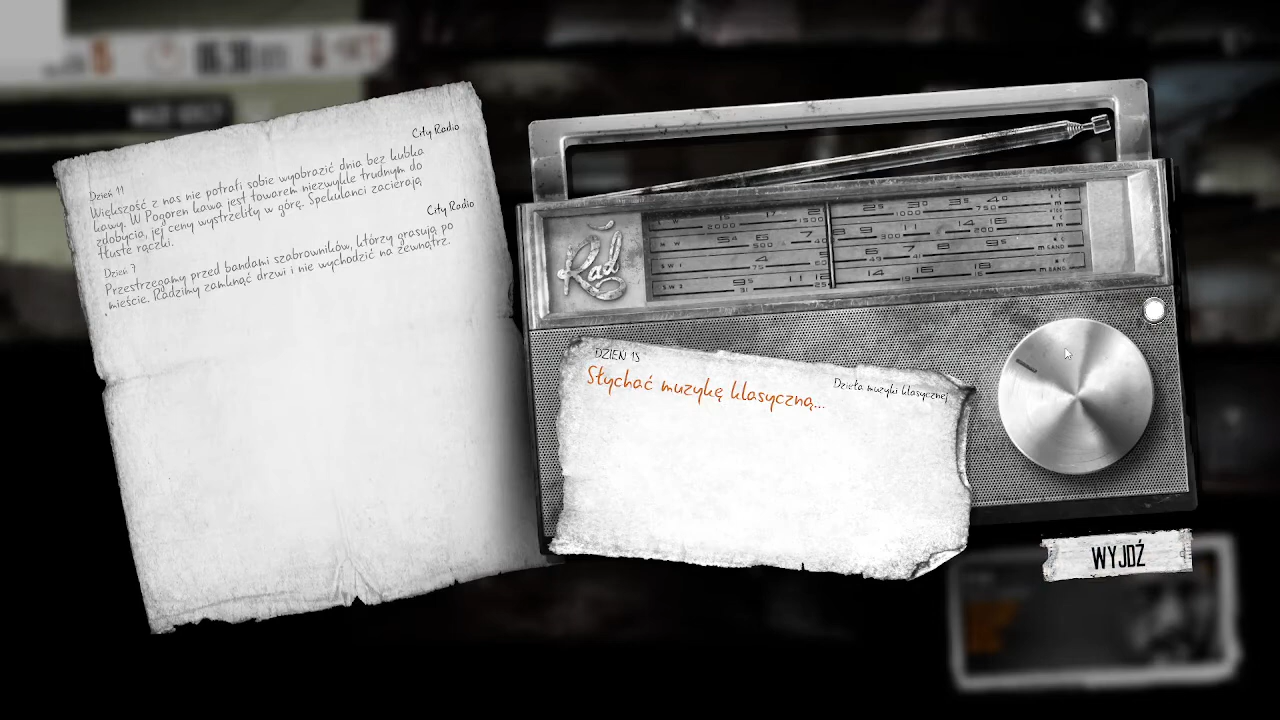 City Radio
Dzień 11
Większość z nas nie potrafi sobie wyobrazić dnia bez kubka
kawy. W Pogoren kawa jest towarem niezwykle trudnym do
zdobycia, jej ceny wystrzeliły w górę. Spekulanci zacierają
tłuste rączki.
City Radio
Dzień 7
Przestrzegamy przed bandami szabrowników, którzy grasują po
mieście. Radzimy zamknąć drzwi i nie wychodzić na zewnątrz.
Rad
DZIEŃ 13
Dzieła muzyki klasycznej
Słychać muzykę klasyczną...
WYJDŹ